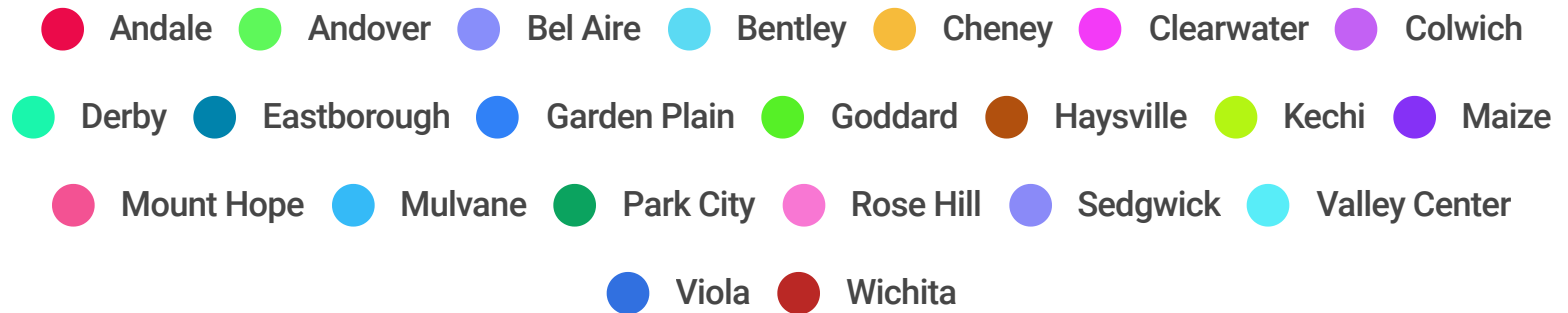 Andale Andover Bel Aire Bentley Cheney Clearwater Colwich
Derby Eastborough Garden Plain Goddard Haysville Kechi Maize
Mount Hope Mulvane Park City Rose Hill Sedgwick Valley Center
Viola Wichita